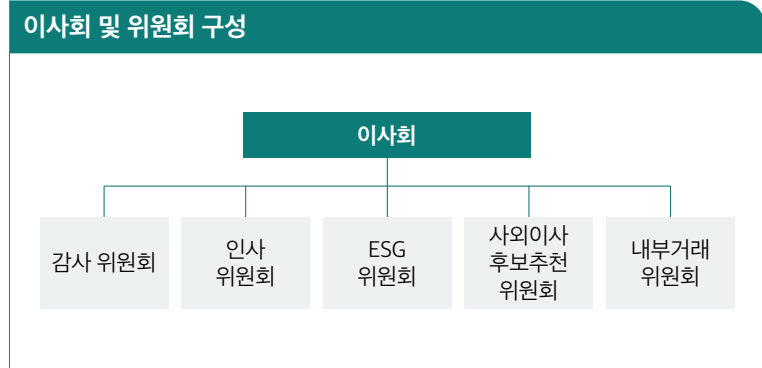 이사회 및 위원회 구성
이사회
감사 위원회
인사
위원회
ESG
위원회
사외이사
후보추천
위원회
내부거래
위원회